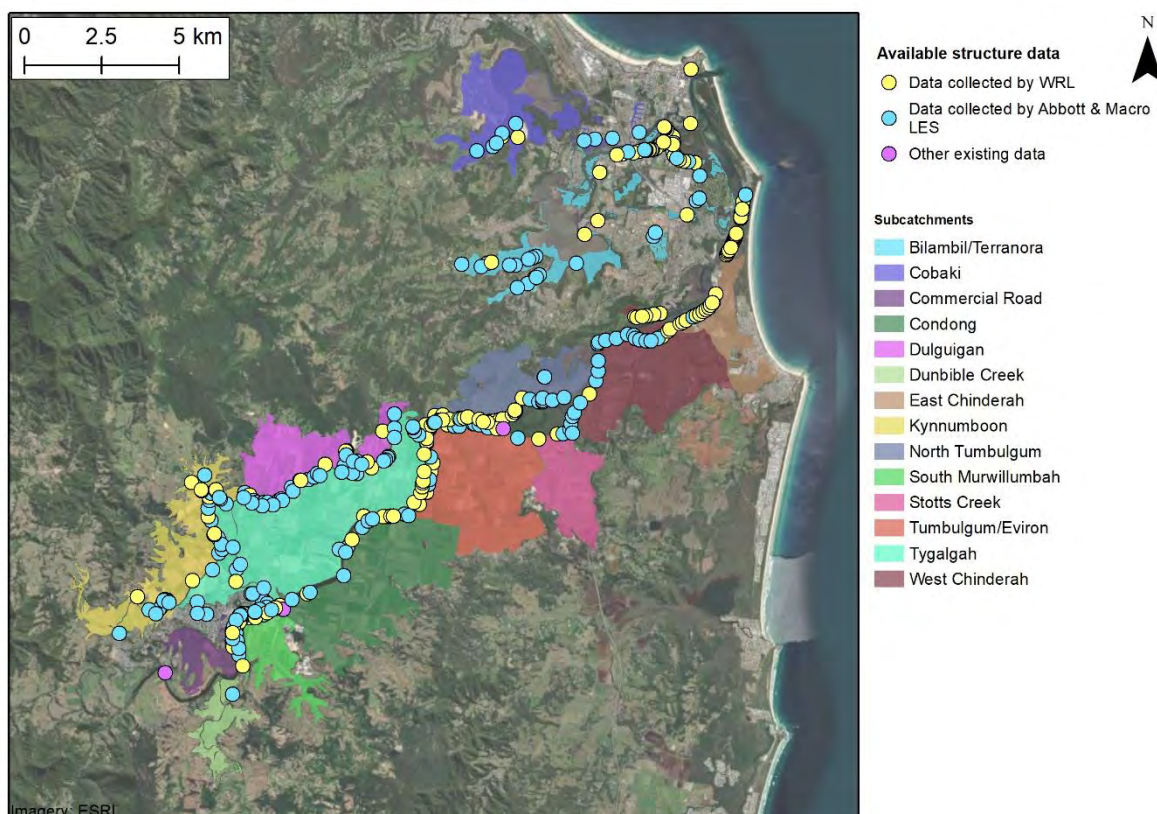 0 2.5 5 km
N
Available structure data
Data collected by WRL
Data collected by Abbott & Macro
LES
Other existing data
Subcatchments
Bilambil/Terranora
Cobaki
Commercial Road
Condong
Dulguigan
Dunbible Creek
East Chinderah
Kynnumboon
North Tumbulgum
South Murwillumbah
Stotts Creek
Tumbulgum/Eviron
Tygalgah
West Chinderah
Imagery: ESRI